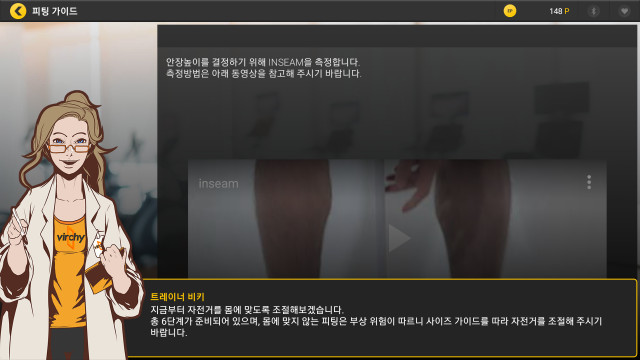 피팅 가이드
EP
148 P
안장높이를 결정하기 위해 INSEAM을 측정합니다.
측정방법은 아래 동영상을 참고해 주시기 바랍니다.
inseam
virchy
트레이너 비키
지금부터 자전거를 몸에 맞도록 조절해보겠습니다.
총 6단계가 준비되어 있으며, 몸에 맞지 않는 피팅은 부상 위험이 따르니 사이즈 가이드를 따라 자전거를 조절해 주시기
바랍니다.